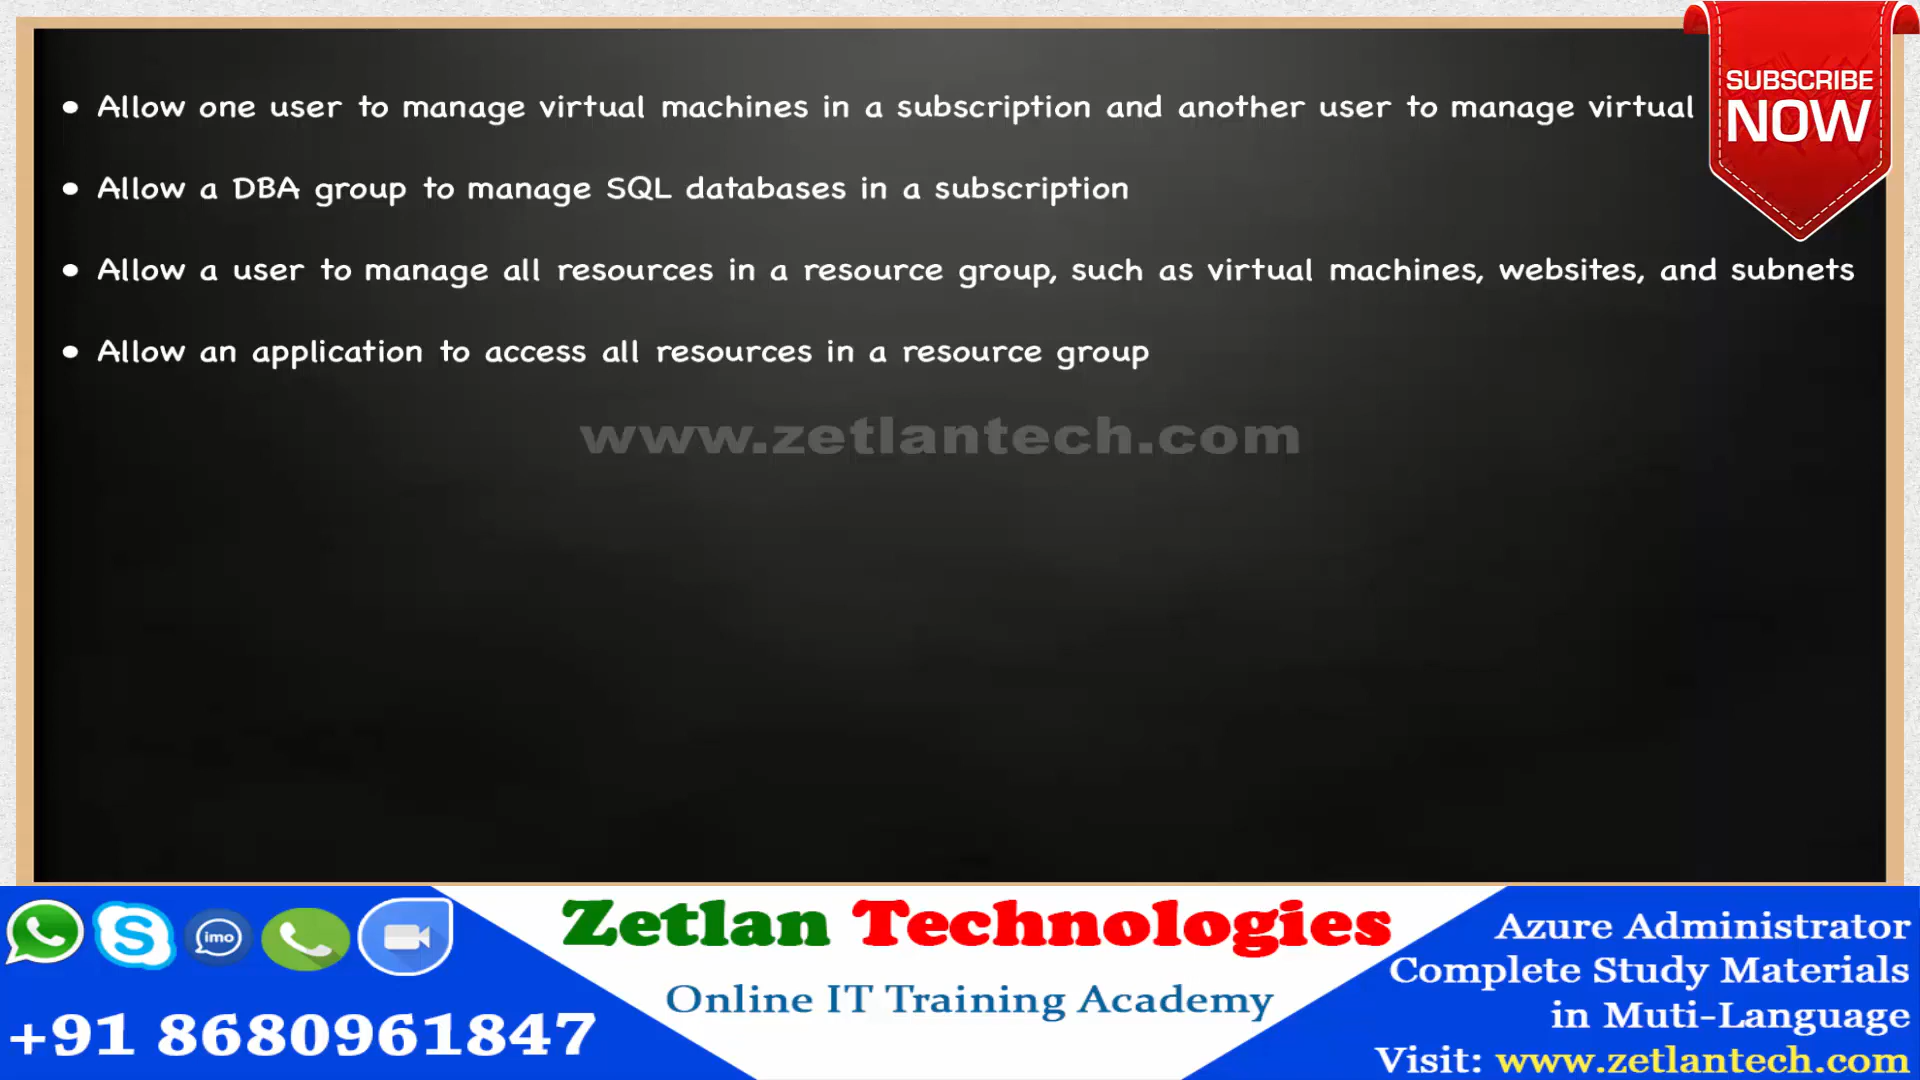 • Allow one user to manage virtual machines in a subscription and another user to manage virtual
SUBSCRIBE
NOW
• Allow a DBA group to manage SQL databases in a subscription
• Allow a user to manage all resources in a resource group, such as virtual machines, websites, and subnets
• Allow an application to access all resources in a resource group
www.zetlantech.com
imo
+91 8680961847
Zetlan Technologies
Online IT Training Academy
Azure Administrator
Complete Study Materials
in Muti-Language
Visit: www.zetlantech.com